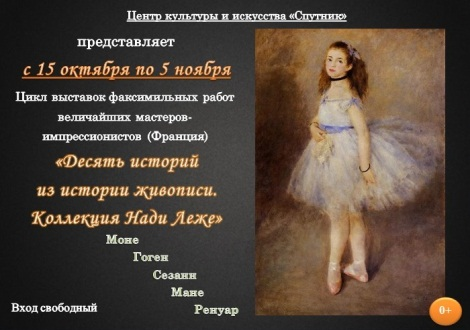 Центр культуры и искусства «Спутник»
представляет
с 15 октября по 5 ноября
Цикл выставок факсимильных работ
величайших мастеров-
импрессионистов (Франция)
«Десять историй
из истории живописи.
Коллекция Нади Леже»
Моне
Гоген
Сезанн
Мане
Ренуар
Вход свободный
0+